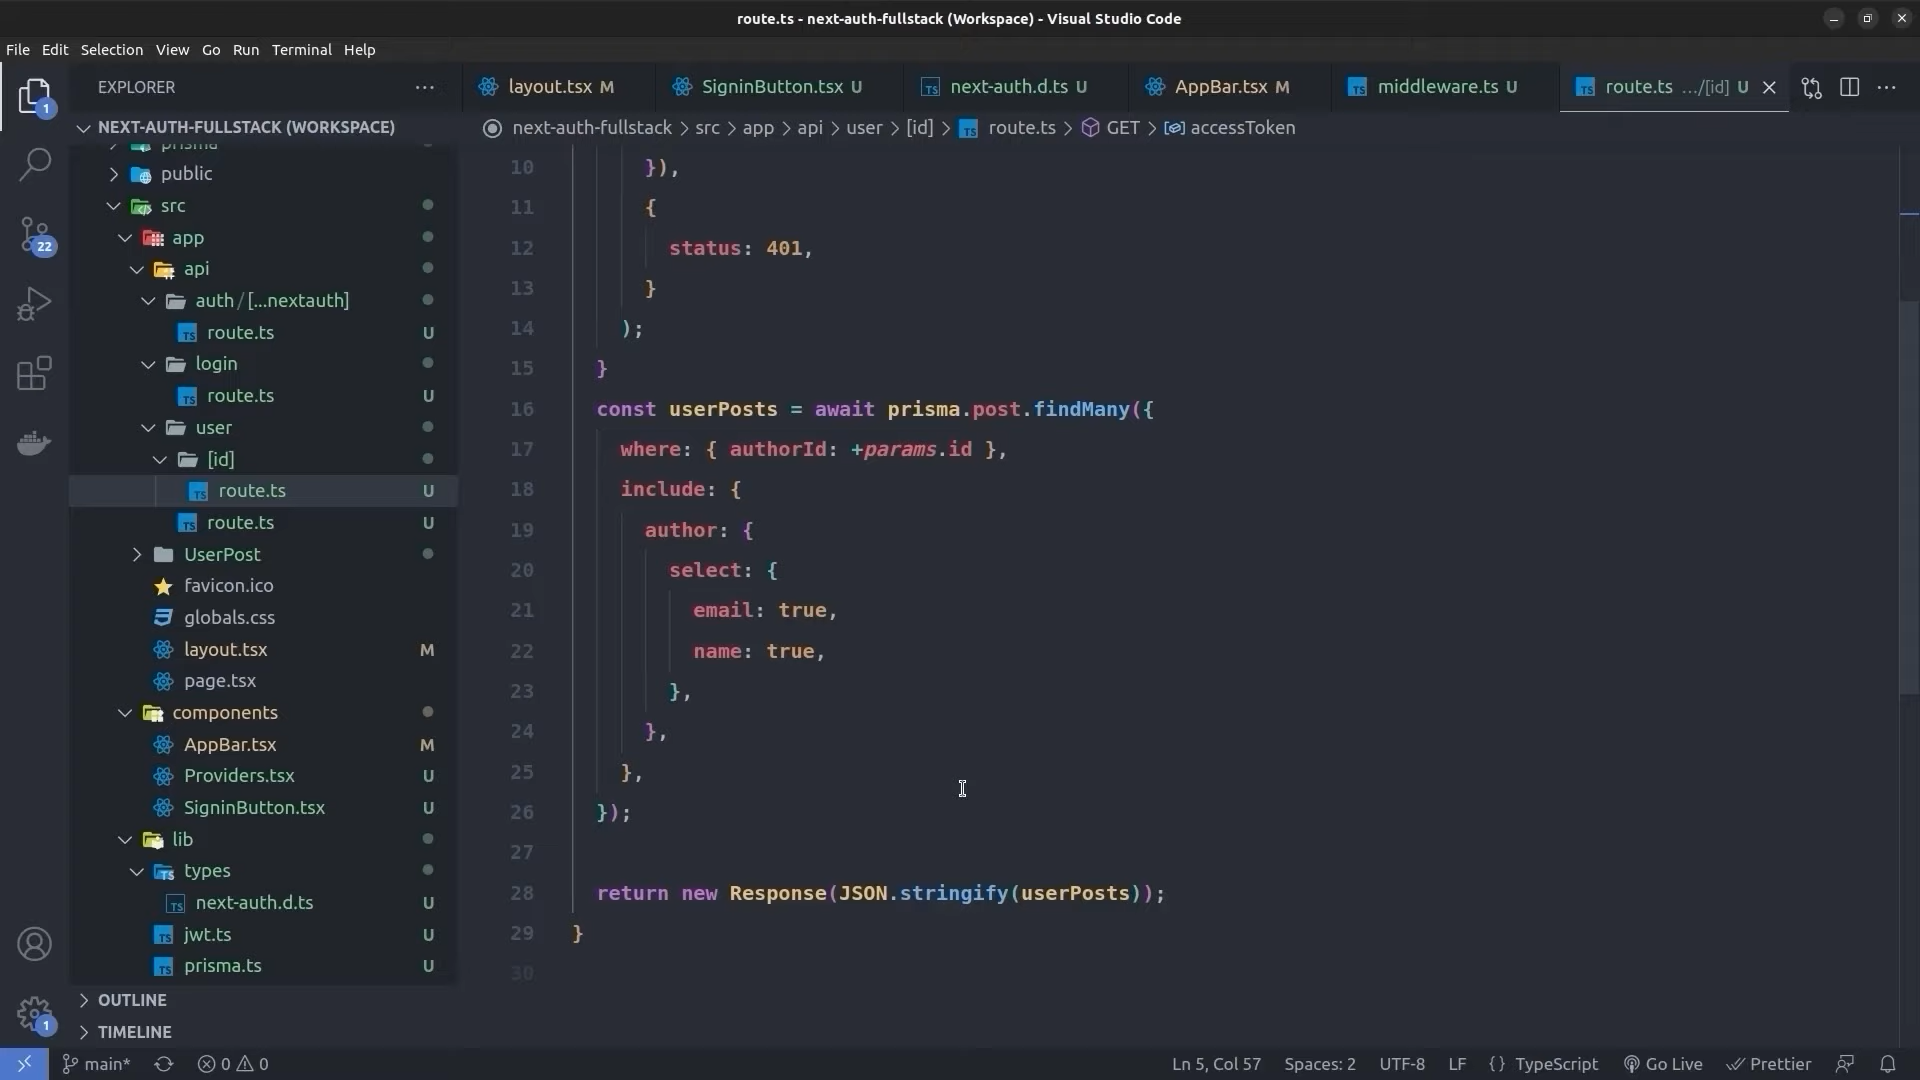 route.ts - next-auth-fullstack (Workspace) - Visual Studio Code
File Edit Selection View Go Run Terminal Help
EXPLORER
layout.tsx M SigninButton.tsx U next-auth.d.ts U AppBar.tsx M middleware.ts U route.ts .../[id] U
NEXT-AUTH-FULLSTACK (WORKSPACE)
next-auth-fullstack > src > app > api > user > [id] > route.ts > GET > accessToken
prisma
public
src
app
api
auth / [...nextauth]
route.ts U
login
route.ts U
user
[id]
route.ts U
route.ts U
UserPost
favicon.ico
globals.css
layout.tsx M
page.tsx
components
AppBar.tsx M
Providers.tsx U
SigninButton.tsx U
lib
types
next-auth.d.ts U
jwt.ts U
prisma.ts U
OUTLINE
TIMELINE
1
22
1
10 }),
11 {
12 status: 401,
13 }
14 );
15 }
16 const userPosts = await prisma.post.findMany({
17 where: { authorId: +params.id },
18 include: {
19 author: {
20 select: {
21 email: true,
22 name: true,
23 },
24 },
25 },
26 });
27
28 return new Response(JSON.stringify(userPosts));
29 }
30
main* 0 0 Ln 5, Col 57 Spaces: 2 UTF-8 LF {} TypeScript Go Live Prettier